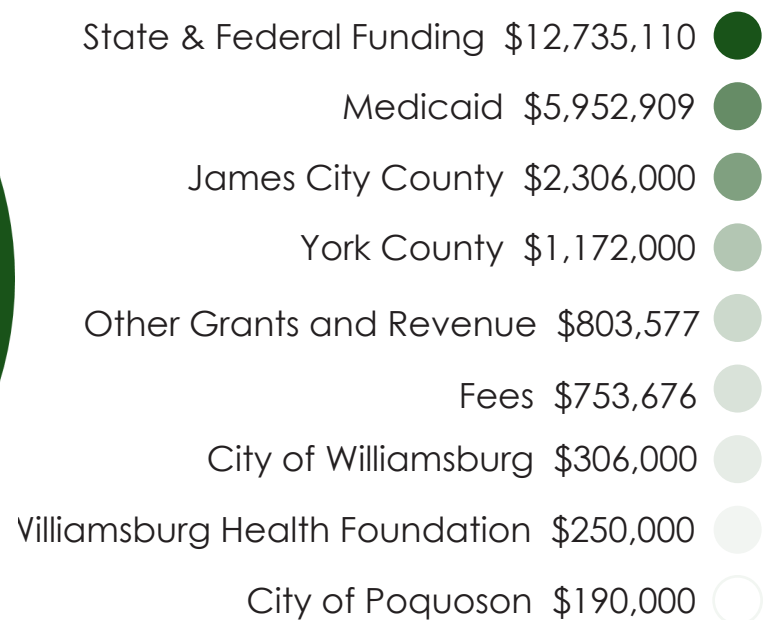 State & Federal Funding $12,735,110
Medicaid $5,952,909
James City County $2,306,000
York County $1,172,000
Other Grants and Revenue $803,577
Fees $753,676
City of Williamsburg $306,000
Williamsburg Health Foundation $250,000
City of Poquoson $190,000